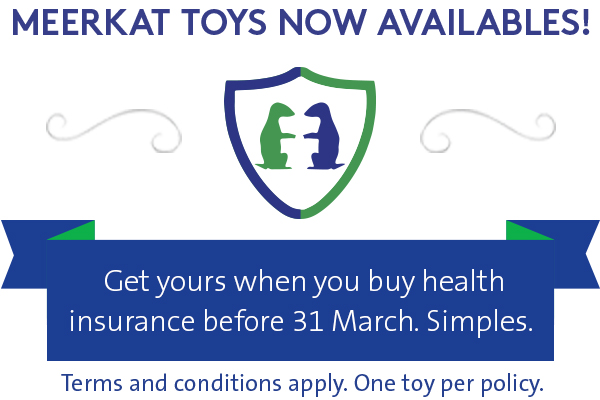 MEERKAT TOYS NOW AVAILABLES!
Get yours when you buy health
insurance before 31 March. Simples.
Terms and conditions apply. One toy per policy.